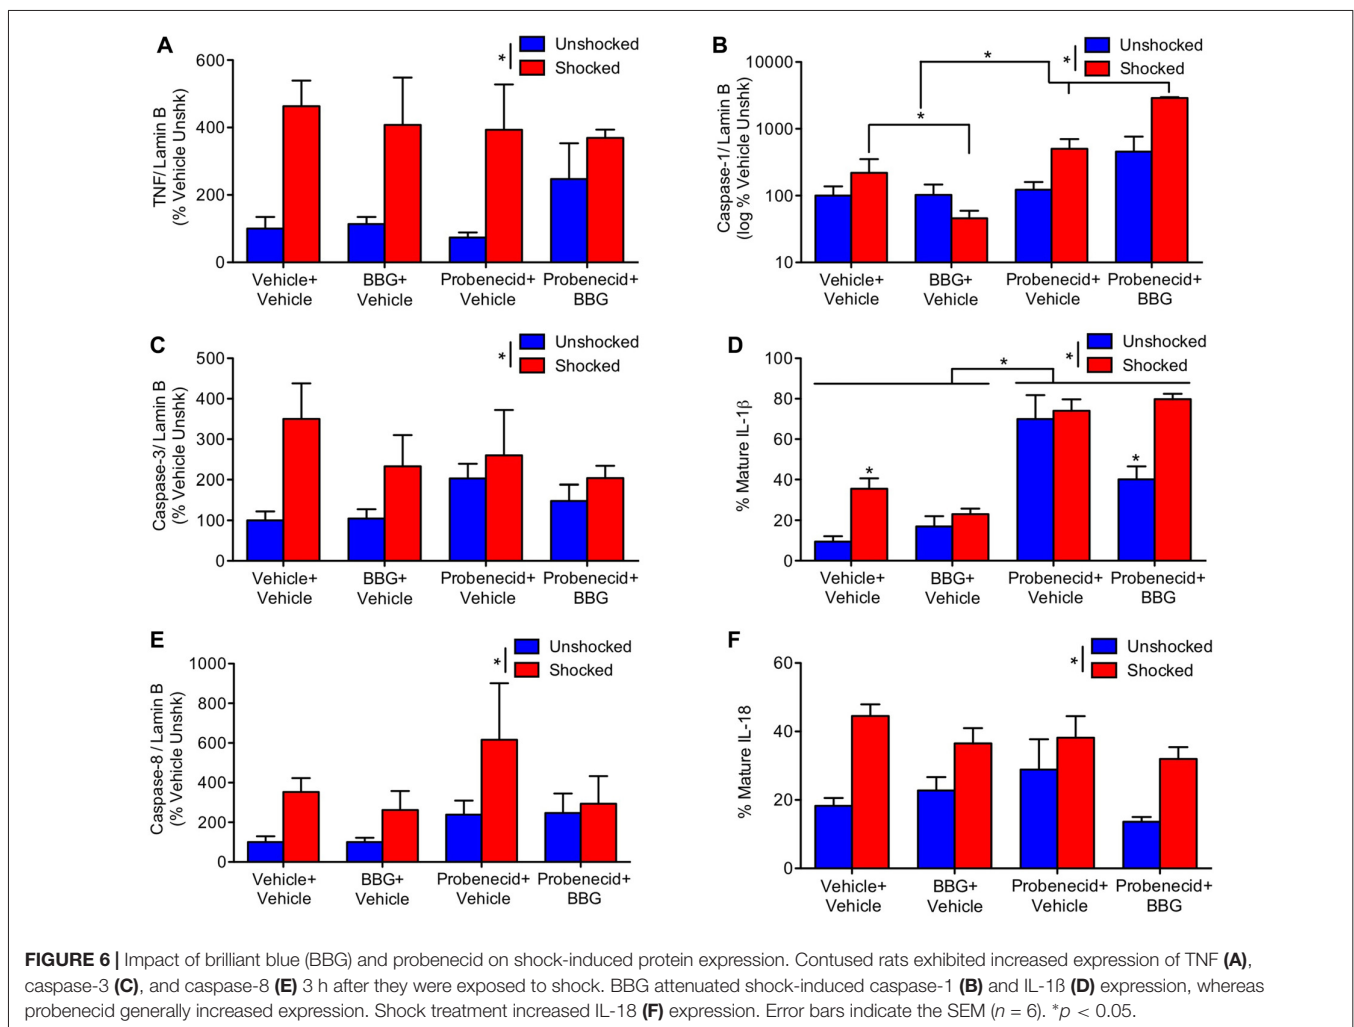 A
Unshocked
Shocked
*
TNF/ Lamin B
(% Vehicle Unshk)
600
400
200
0
Vehicle+
Vehicle
BBG+
Vehicle
Probenecid+
Vehicle
Probenecid+
BBG
B
Unshocked
Shocked
*
*
*
Caspase-1/ Lamin B
(log % Vehicle Unshk)
10000
1000
100
10
Vehicle+
Vehicle
BBG+
Vehicle
Probenecid+
Vehicle
Probenecid+
BBG
C
Unshocked
Shocked
*
Caspase-3/ Lamin B
(% Vehicle Unshk)
500
400
300
200
100
0
Vehicle+
Vehicle
BBG+
Vehicle
Probenecid+
Vehicle
Probenecid+
BBG
D
Unshocked
Shocked
*
*
*
*
% Mature IL-1β
100
80
60
40
20
0
Vehicle+
Vehicle
BBG+
Vehicle
Probenecid+
Vehicle
Probenecid+
BBG
E
Unshocked
Shocked
*
Caspase-8 / Lamin B
(% Vehicle Unshk)
1000
800
600
400
200
0
Vehicle+
Vehicle
BBG+
Vehicle
Probenecid+
Vehicle
Probenecid+
BBG
F
Unshocked
Shocked
*
% Mature IL-18
60
40
20
0
Vehicle+
Vehicle
BBG+
Vehicle
Probenecid+
Vehicle
Probenecid+
BBG
FIGURE 6 | Impact of brilliant blue (BBG) and probenecid on shock-induced protein expression. Contused rats exhibited increased expression of TNF (A),
caspase-3 (C), and caspase-8 (E) 3 h after they were exposed to shock. BBG attenuated shock-induced caspase-1 (B) and IL-1ß (D) expression, whereas
probenecid generally increased expression. Shock treatment increased IL-18 (F) expression. Error bars indicate the SEM (n = 6). *p < 0.05.